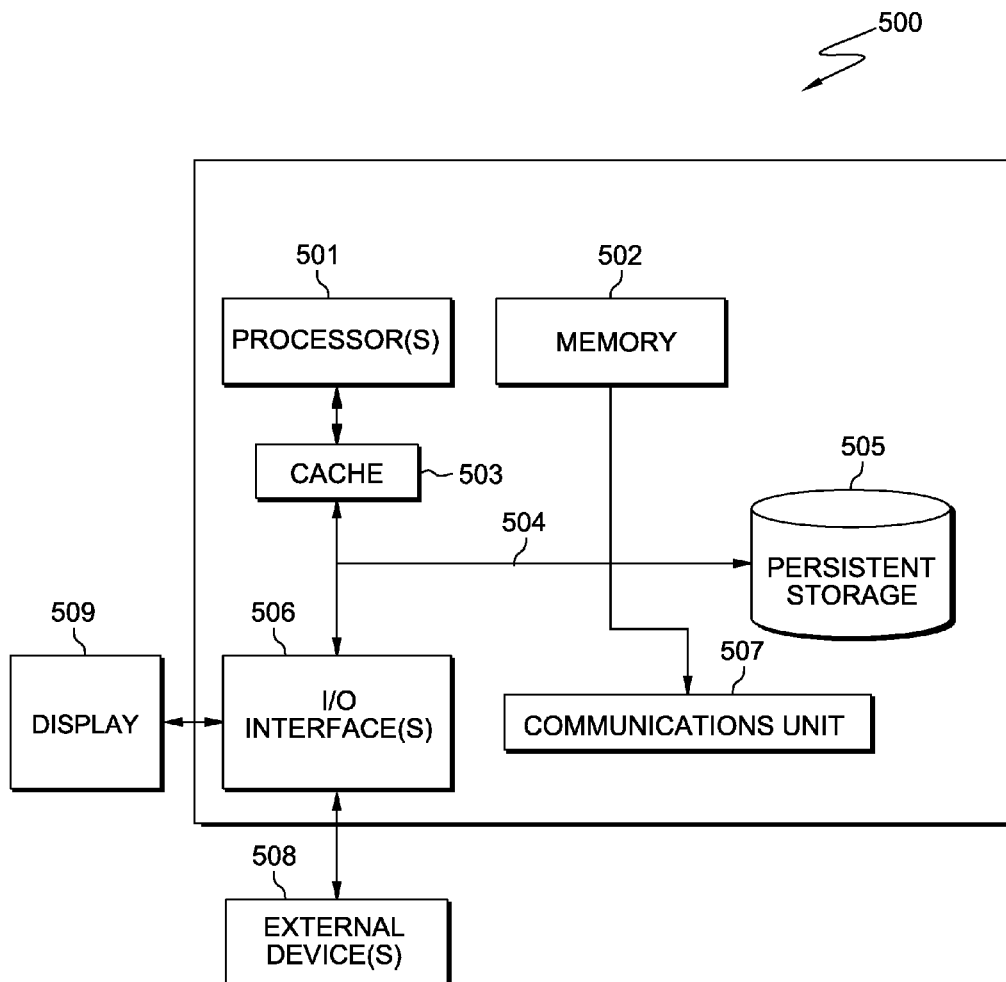 500
501
502
PROCESSOR(S)
MEMORY
CACHE
503
504
505
PERSISTENT
STORAGE
509
506
507
DISPLAY
I/O
INTERFACE(S)
COMMUNICATIONS UNIT
508
EXTERNAL
DEVICE(S)